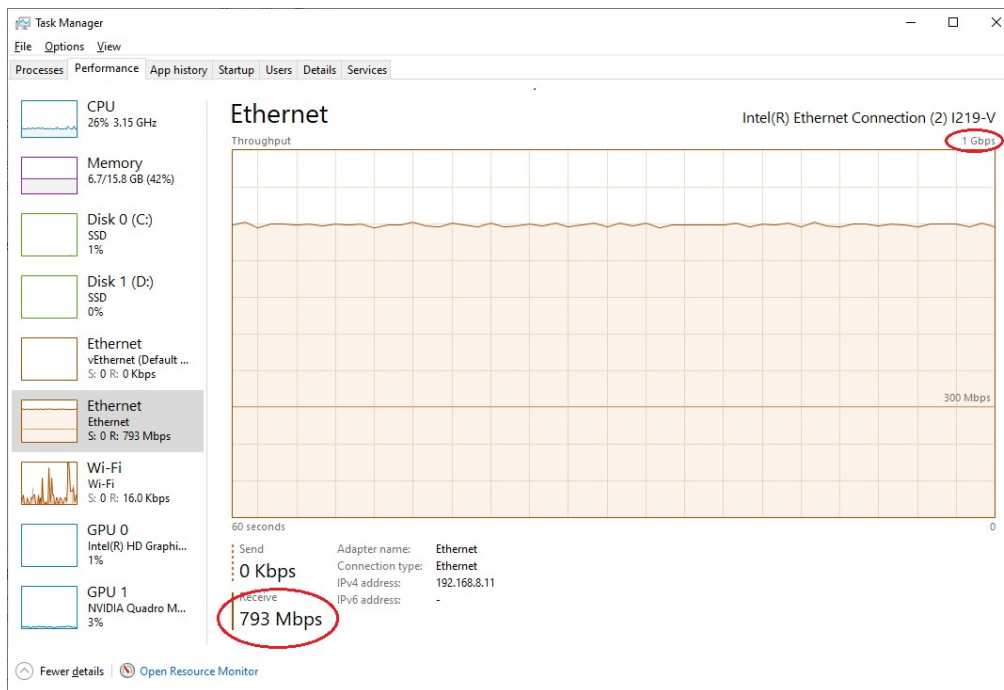 Task Manager
File Options View
Processes Performance App history Startup Users Details Services
CPU
26% 3.15 GHz
Memory
6.7/15.8 GB (42%)
Disk 0 (C:)
SSD
1%
Disk 1 (D:)
SSD
0%
Ethernet
vEthernet (Default ...
S: 0 R: 0 Kbps
Ethernet
Ethernet
S: 0 R: 793 Mbps
Wi-Fi
Wi-Fi
S: 0 R: 16.0 Kbps
GPU 0
Intel(R) HD Graphi...
1%
GPU 1
NVIDIA Quadro M...
3%
Ethernet
Intel(R) Ethernet Connection (2) I219-V
Throughput
1 Gbps
300 Mbps
60 seconds
0
Send
0 Kbps
Receive
793 Mbps
Adapter name: Ethernet
Connection type: Ethernet
IPv4 address: 192.168.8.11
IPv6 address: -
Fewer details
Open Resource Monitor